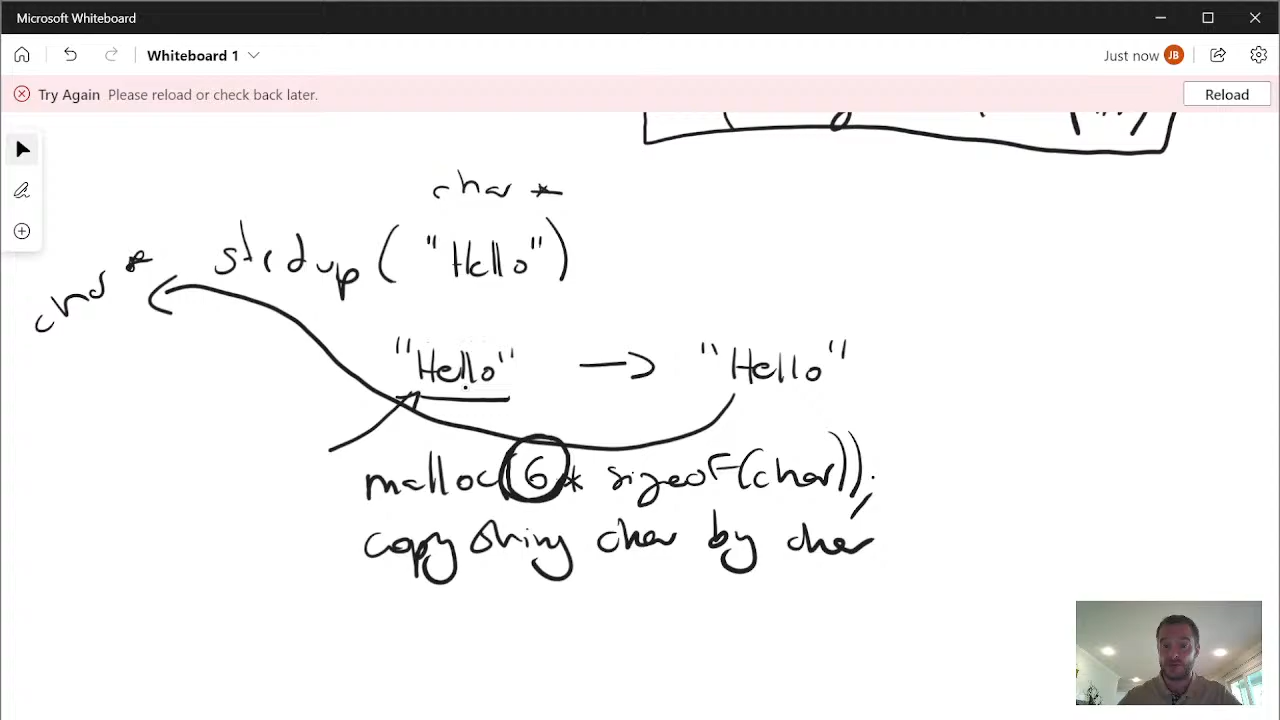 Microsoft Whiteboard
Whiteboard 1
Just now JB
Try Again Please reload or check back later.
Reload
char *
strdup ( "Hello" )
char *
"Hello" -> "Hello"
malloc(6 * sizeof(char));
copy string char by char